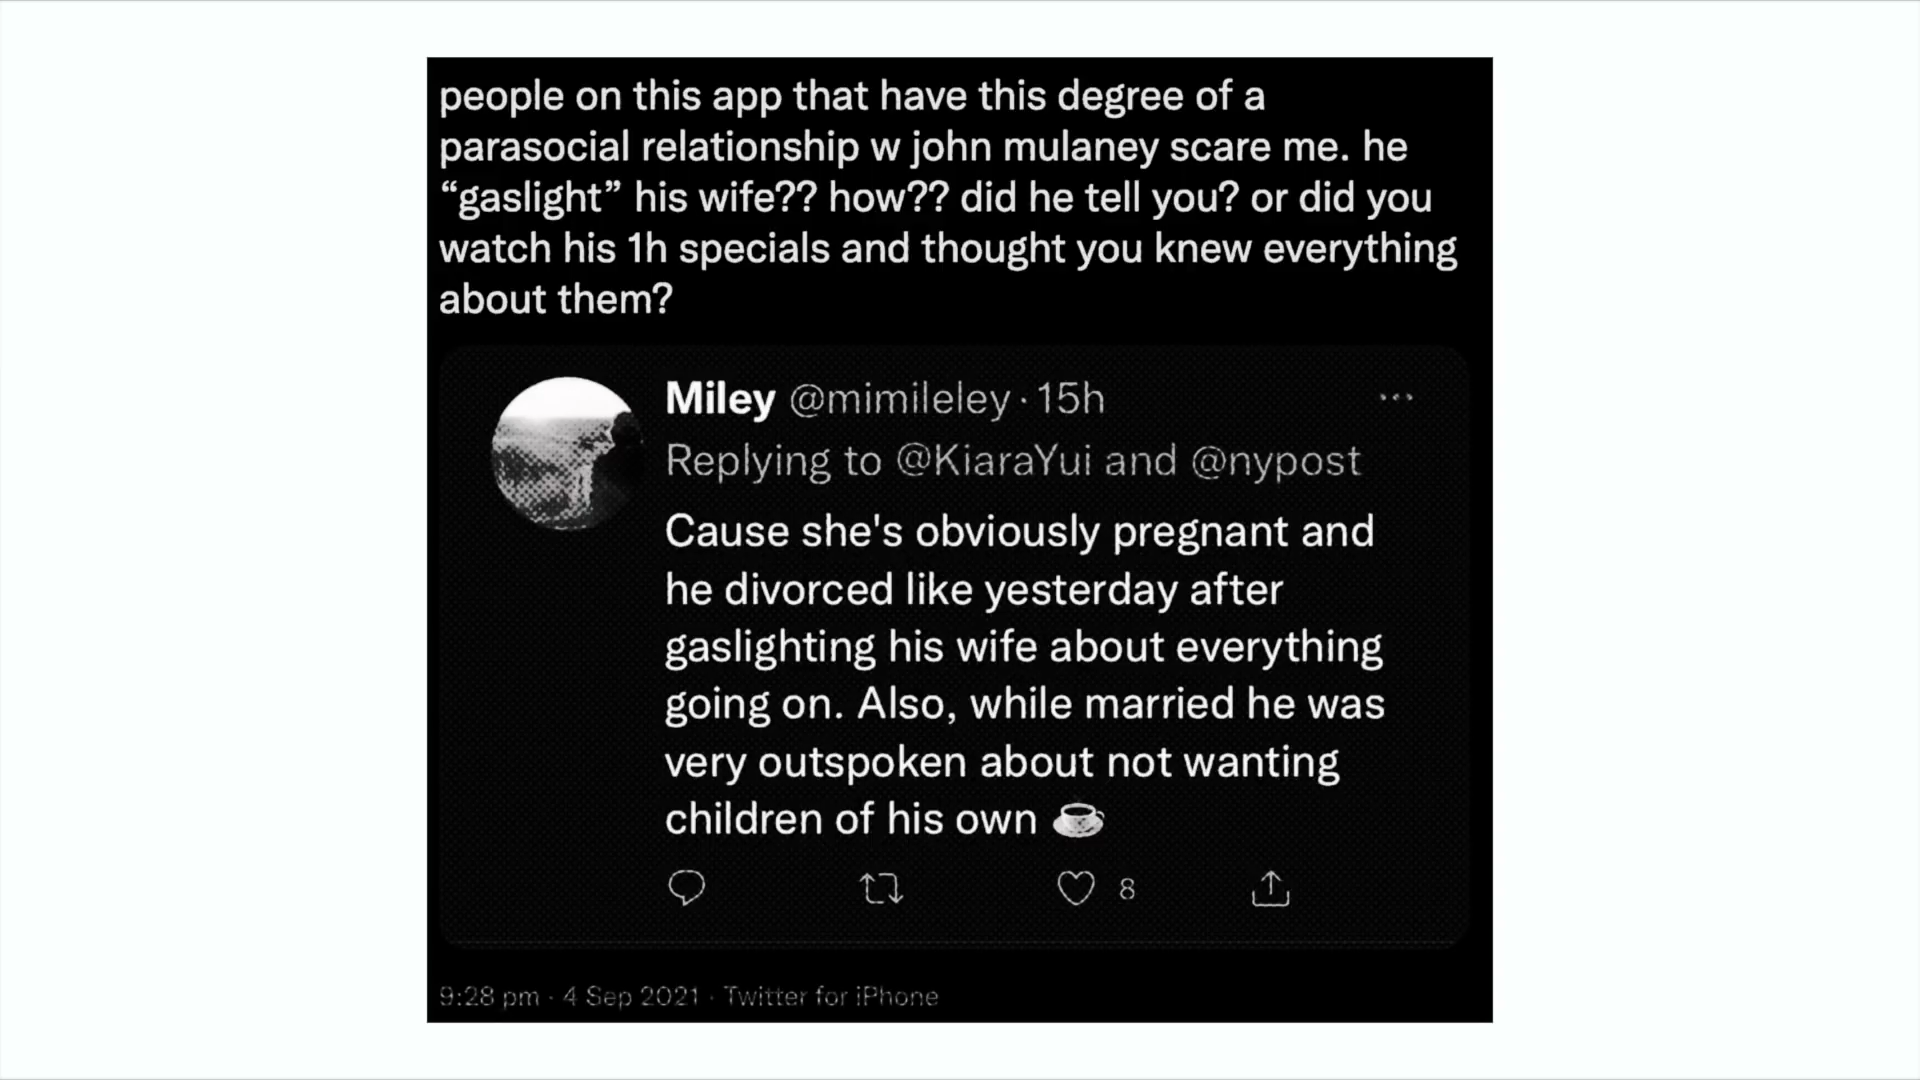 people on this app that have this degree of a
parasocial relationship w john mulaney scare me. he
“gaslight” his wife?? how?? did he tell you? or did you
watch his 1h specials and thought you knew everything
about them?
Miley @mimileley · 15h
Replying to @KiaraYui and @nypost
Cause she's obviously pregnant and
he divorced like yesterday after
gaslighting his wife about everything
going on. Also, while married he was
very outspoken about not wanting
children of his own ☕
8
9:28 pm · 4 Sep 2021 · Twitter for iPhone